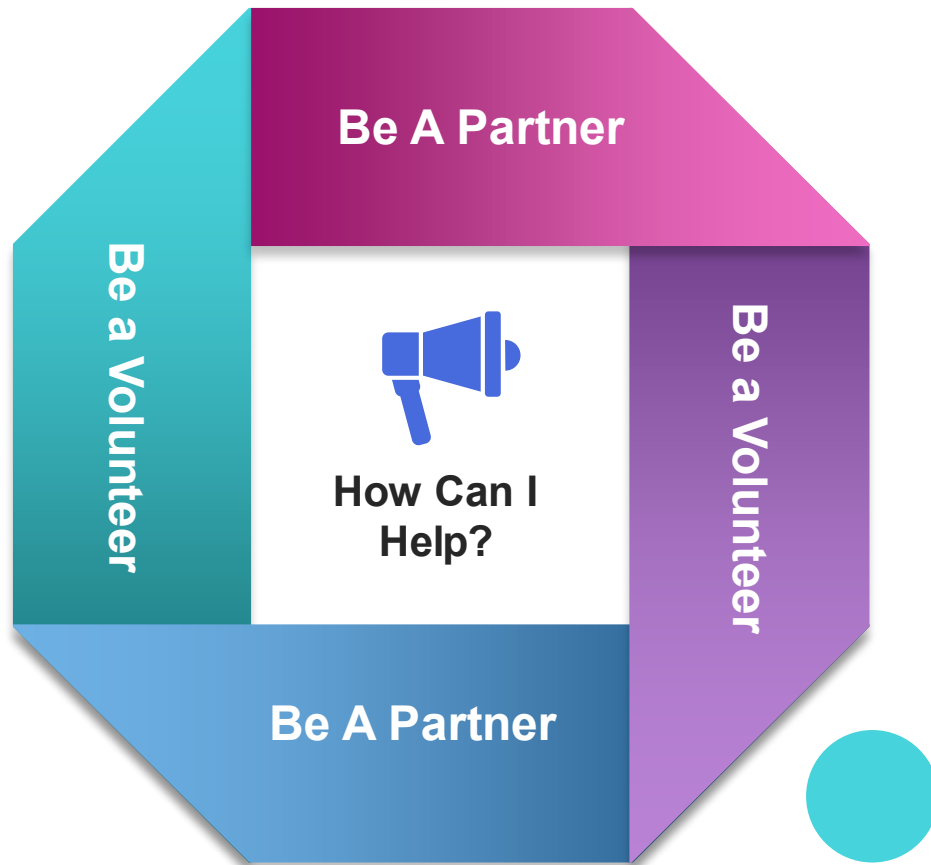 Be A Partner
Be a Volunteer
Be a Volunteer
How Can I
Help?
Be A Partner